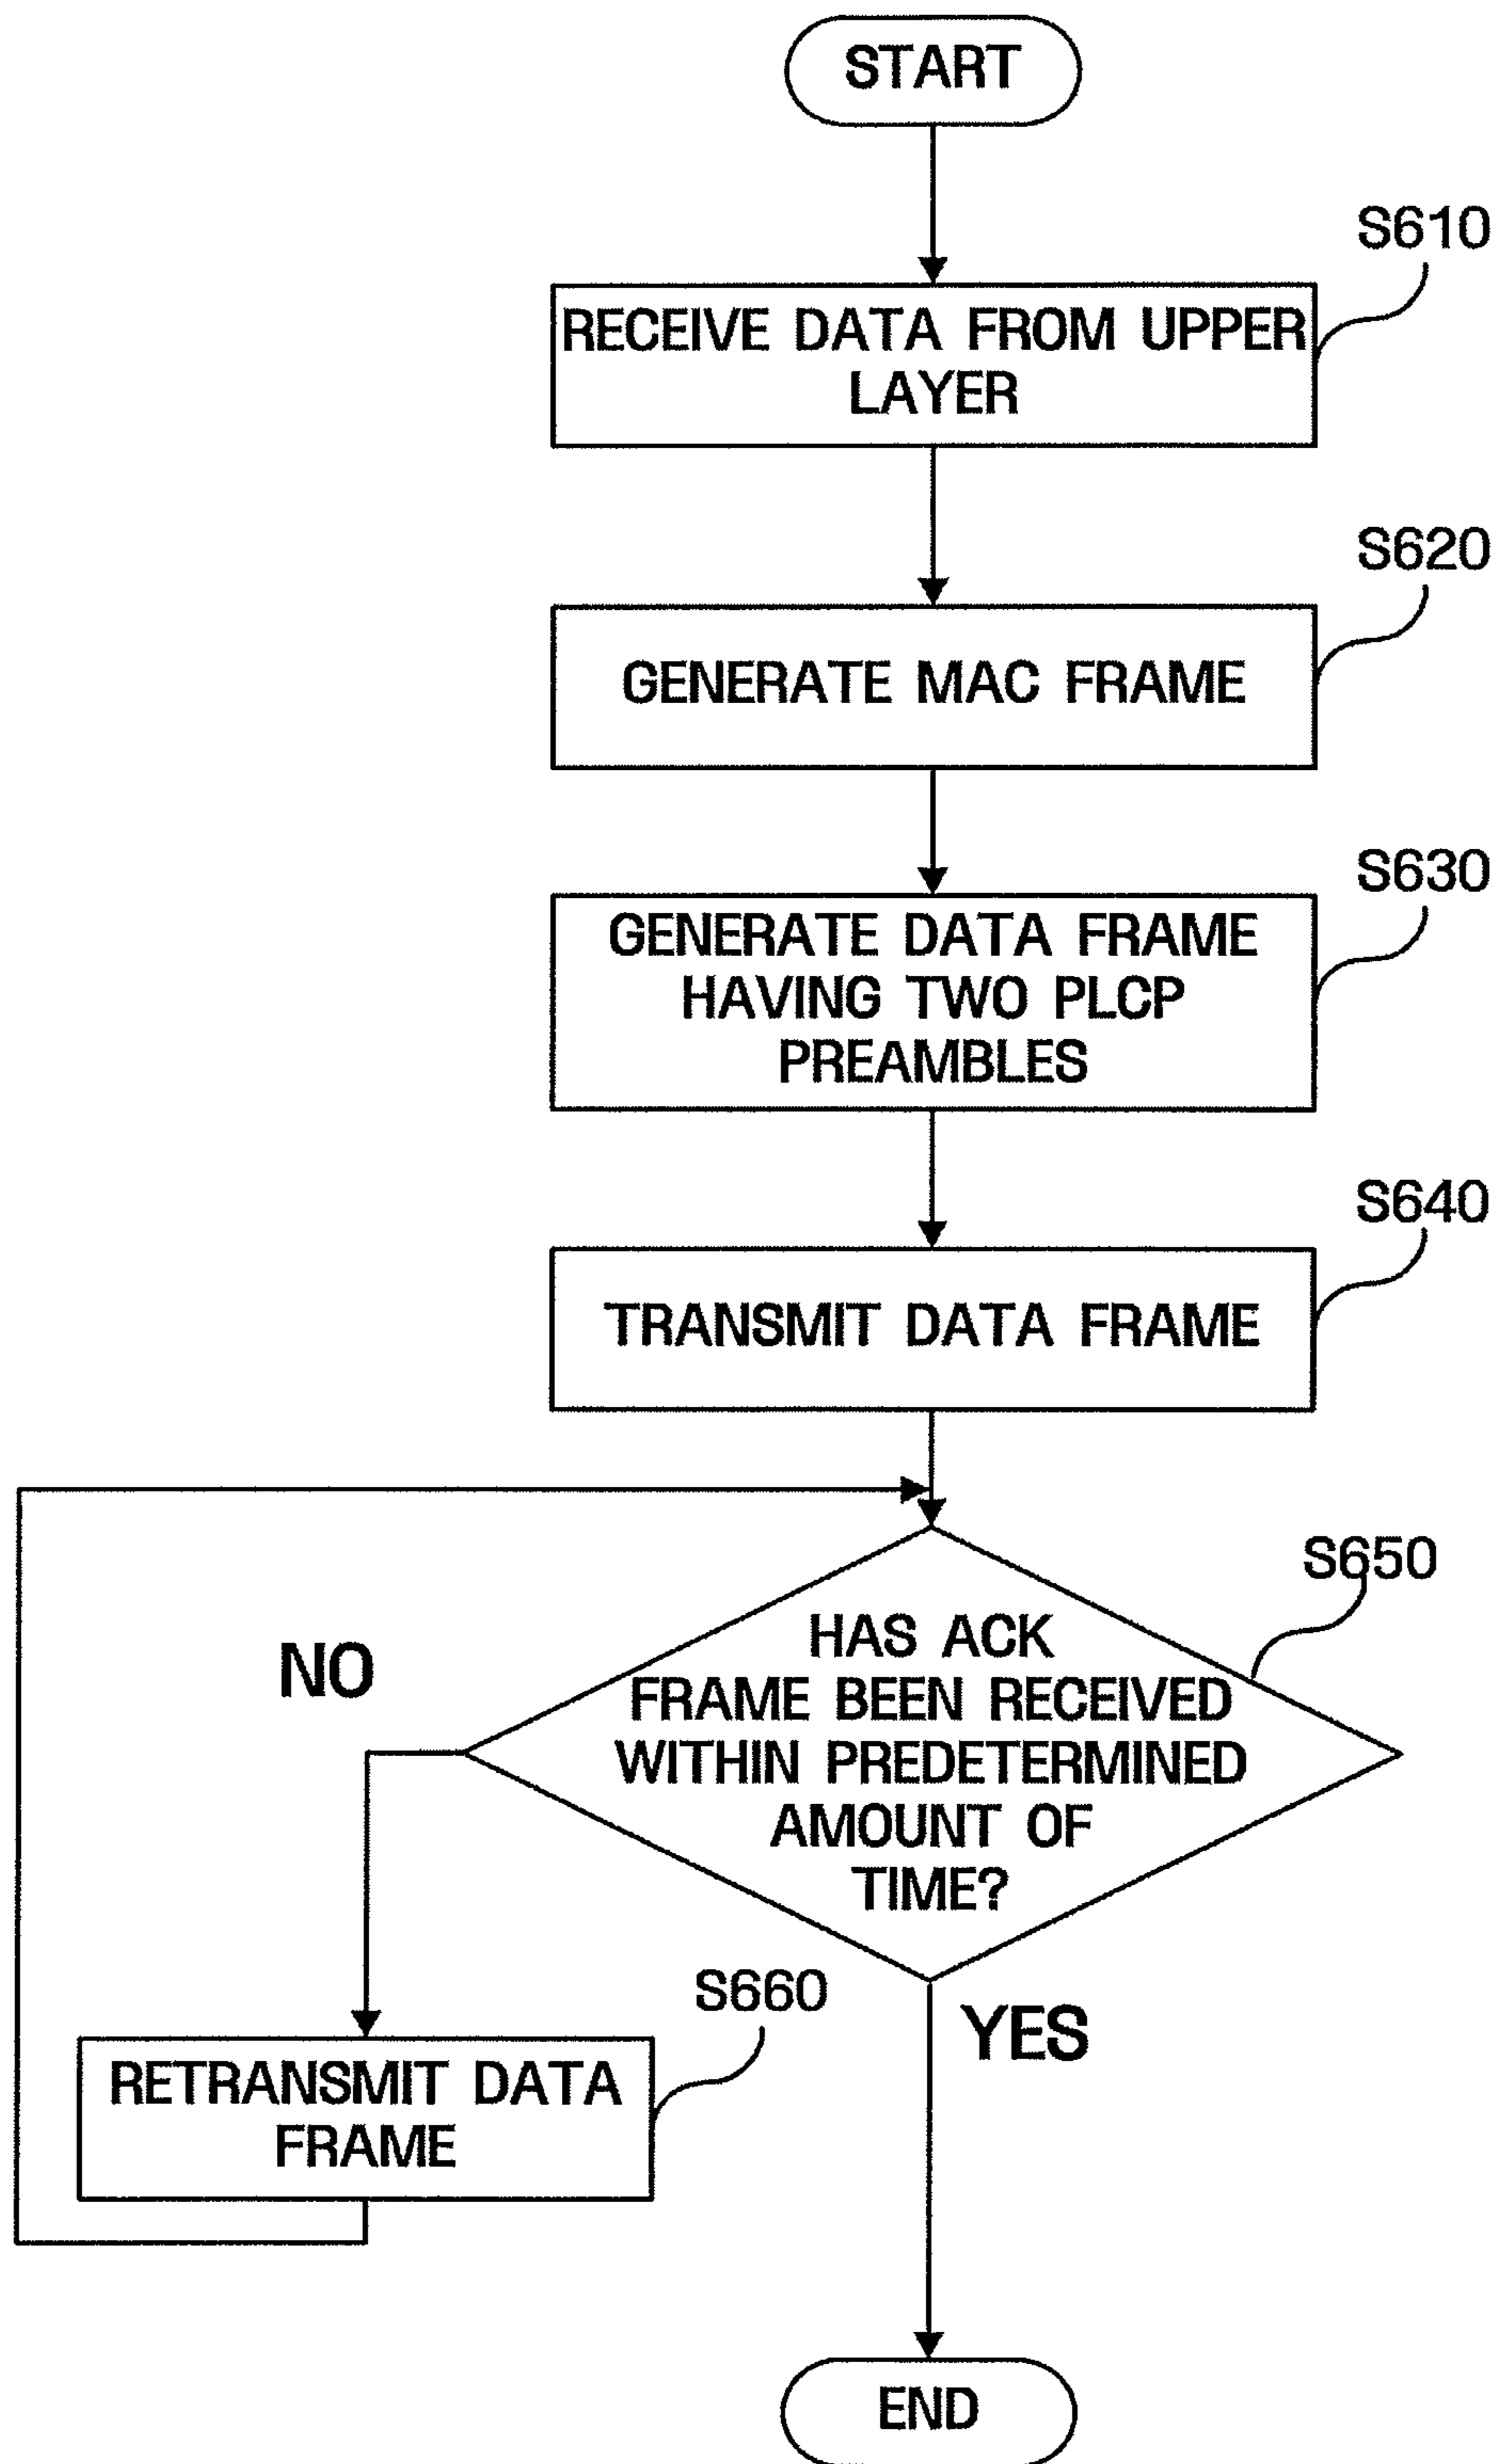 START
S610
RECEIVE DATA FROM UPPER
LAYER
S620
GENERATE MAC FRAME
S630
GENERATE DATA FRAME
HAVING TWO PLCP
PREAMBLES
S640
TRANSMIT DATA FRAME
S650
HAS ACK
FRAME BEEN RECEIVED
WITHIN PREDETERMINED
AMOUNT OF
TIME?
NO
S660
YES
RETRANSMIT DATA
FRAME
END